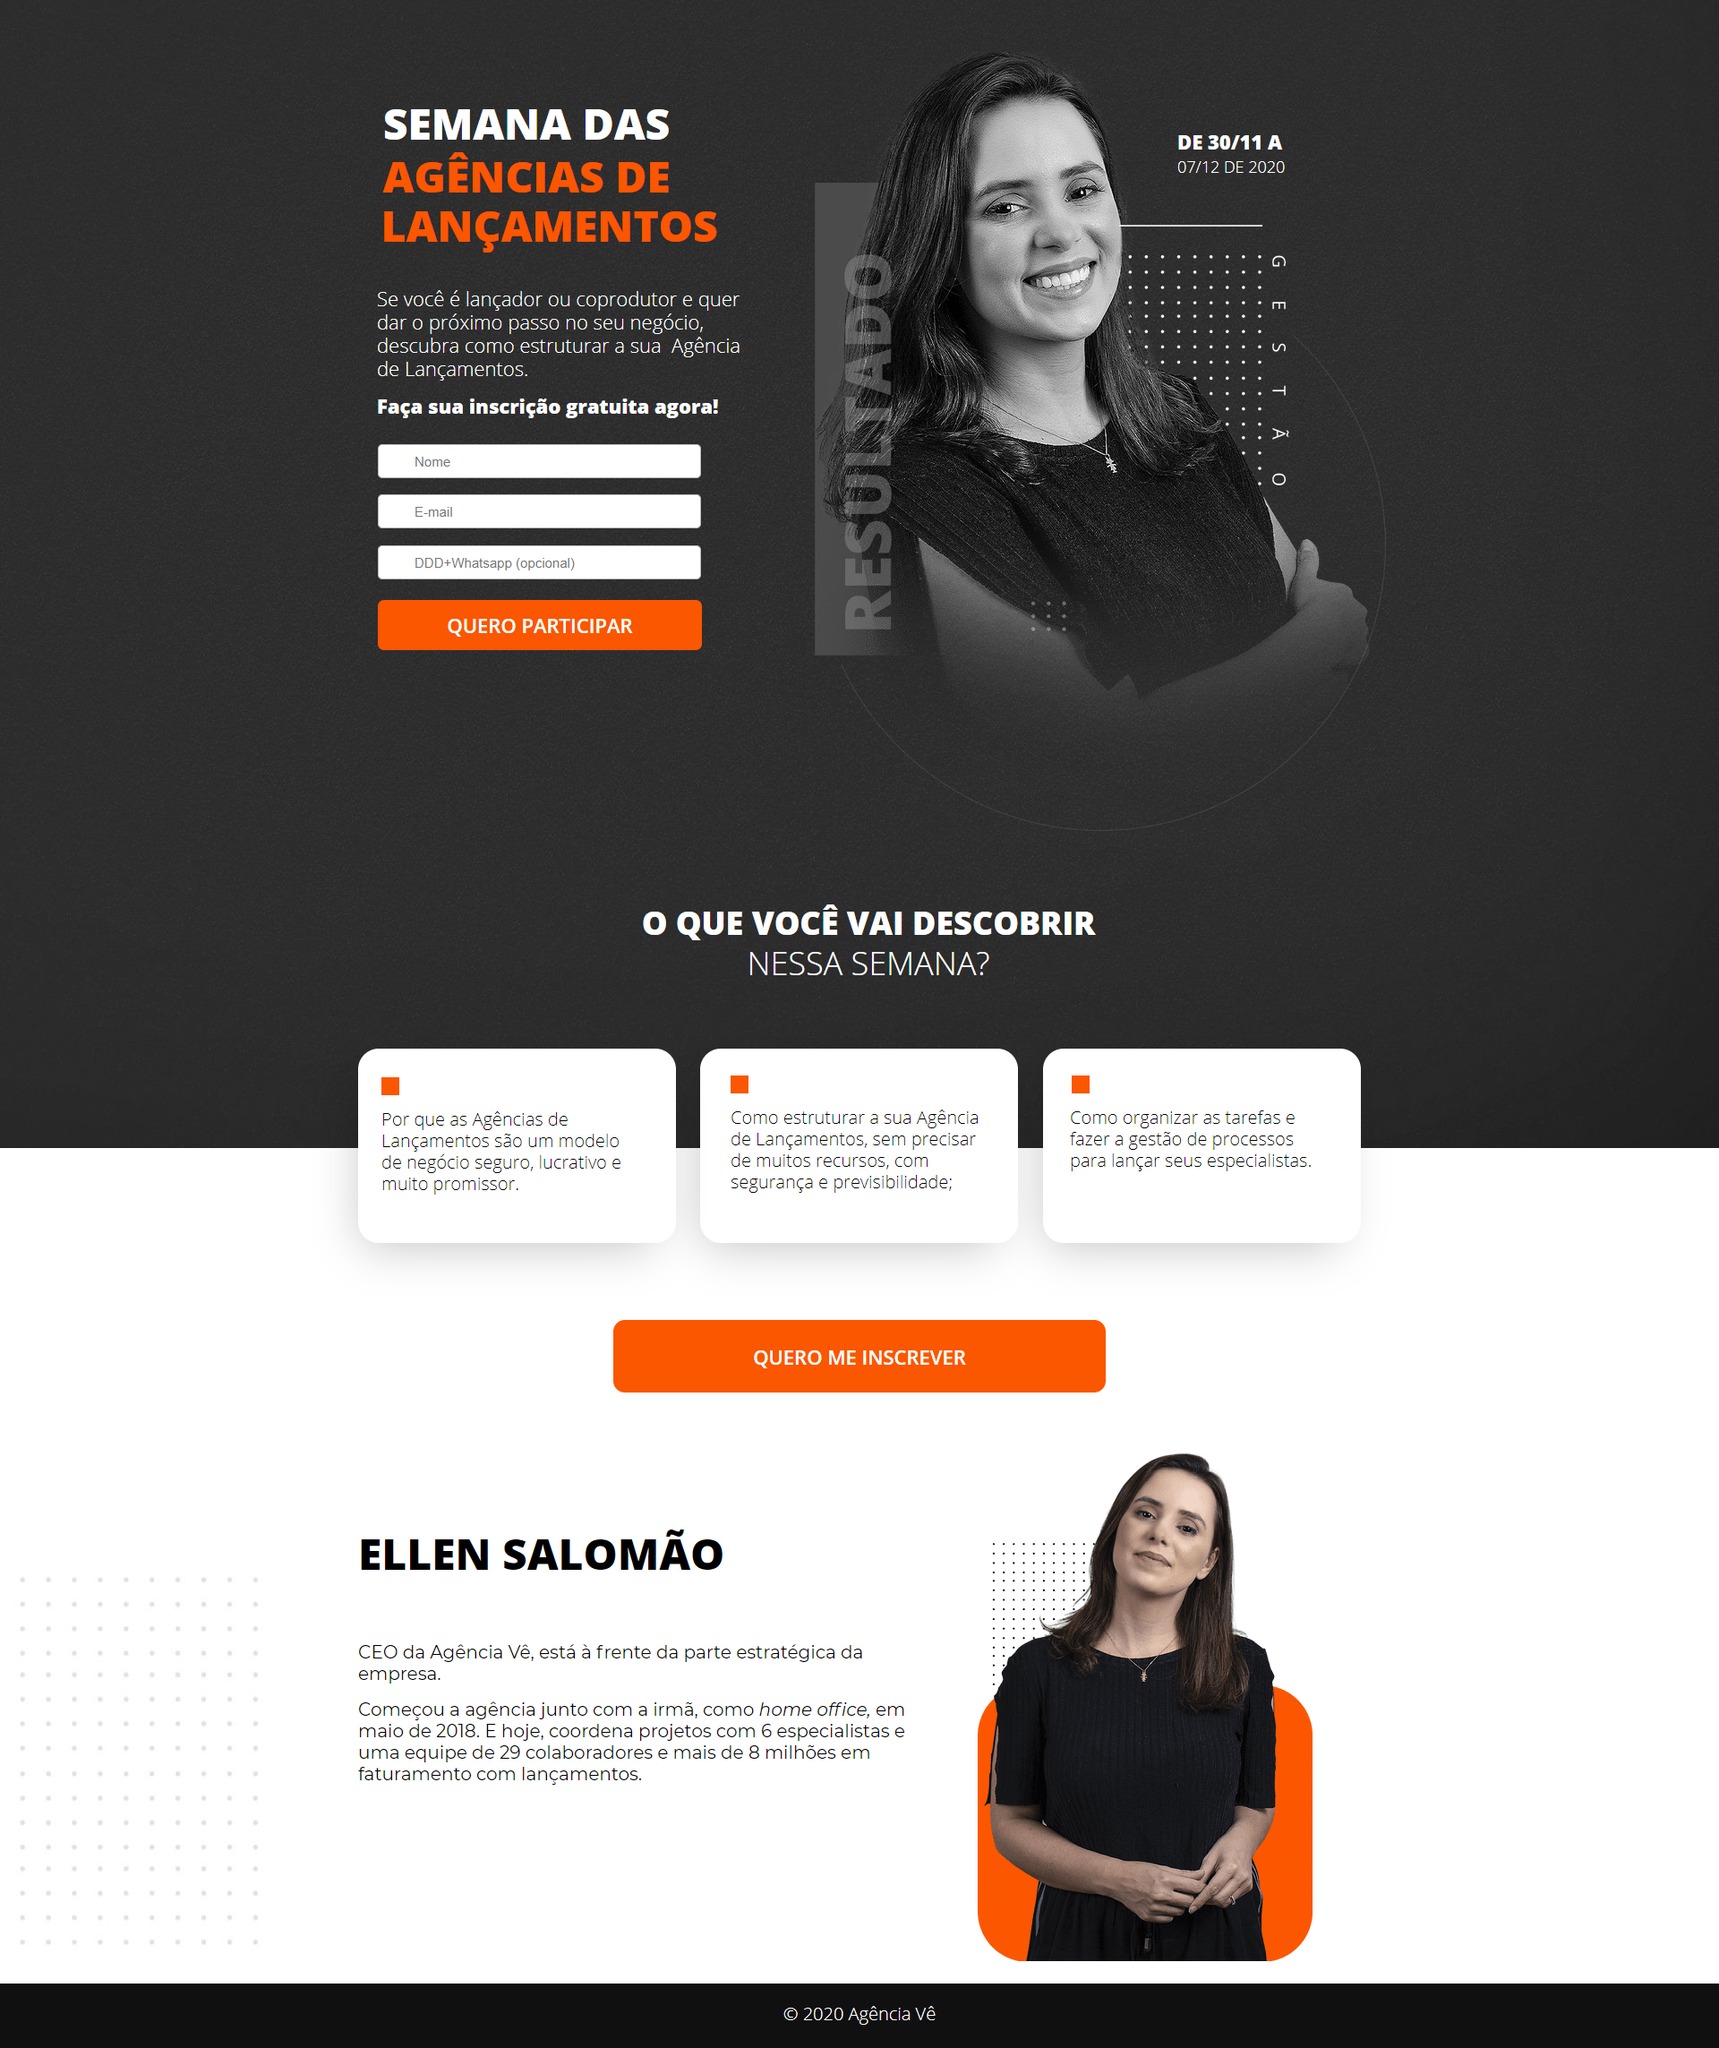 SEMANA DAS
AGÊNCIAS DE
LANÇAMENTOS
Se você é lançador ou coprodutor e quer
dar o próximo passo no seu negócio,
descubra como estruturar a sua  Agência
de Lançamentos.
Faça sua inscrição gratuita agora!
Nome
E-mail
DDD+Whatsapp (opcional)
QUERO PARTICIPAR
RESULTADO
DE 30/11 A
07/12 DE 2020
GESTÃO
O QUE VOCÊ VAI DESCOBRIR
NESSA SEMANA?
Por que as Agências de
Lançamentos são um modelo
de negócio seguro, lucrativo e
muito promissor.
Como estruturar a sua Agência
de Lançamentos, sem precisar
de muitos recursos, com
segurança e previsibilidade;
Como organizar as tarefas e
fazer a gestão de processos
para lançar seus especialistas.
QUERO ME INSCREVER
ELLEN SALOMÃO
CEO da Agência Vê, está à frente da parte estratégica da
empresa.
Começou a agência junto com a irmã, como home office, em
maio de 2018. E hoje, coordena projetos com 6 especialistas e
uma equipe de 29 colaboradores e mais de 8 milhões em
faturamento com lançamentos.
© 2020 Agência Vê